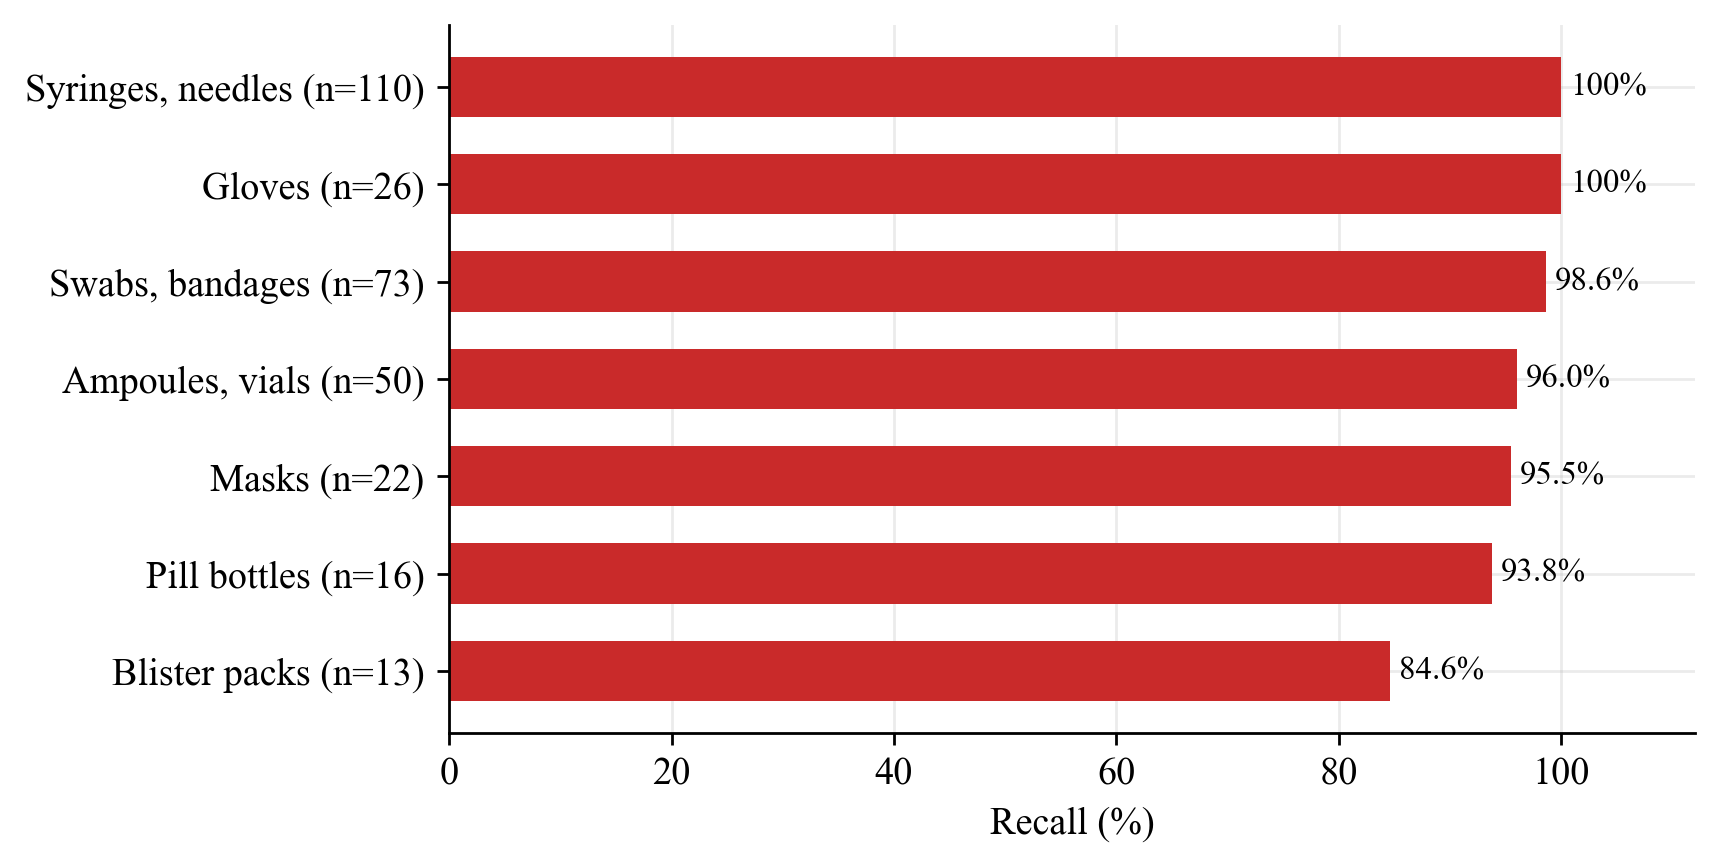 Syringes, needles (n=110) 100%
Gloves (n=26) 100%
Swabs, bandages (n=73) 98.6%
Ampoules, vials (n=50) 96.0%
Masks (n=22) 95.5%
Pill bottles (n=16) 93.8%
Blister packs (n=13) 84.6%
0 20 40 60 80 100
Recall (%)